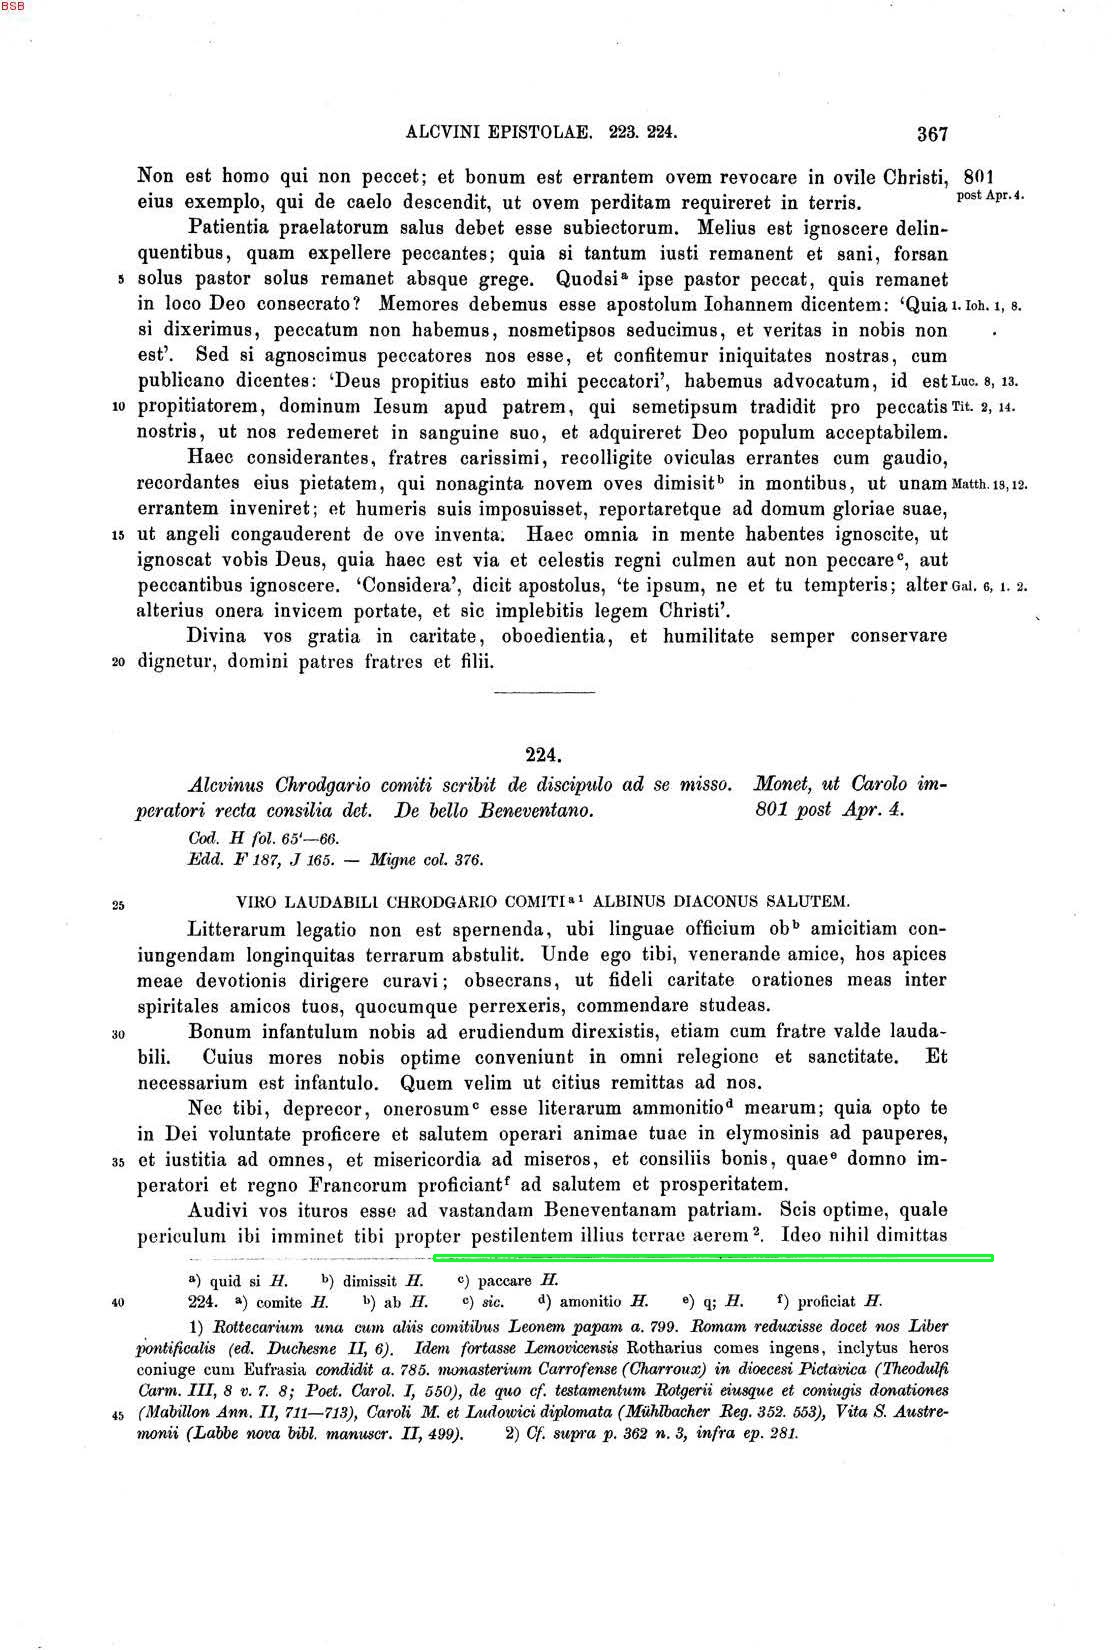 BSB
ALCVINI EPISTOLAE. 223. 224. 367
Non est homo qui non peccet; et bonum est errantem ovem revocare in ovile Christi, 801
eius exemplo, qui de caelo descendit, ut ovem perditam requireret in terris. post Apr. 4.
Patientia praelatorum salus debet esse subiectorum. Melius est ignoscere delin-
quentibus, quam expellere peccantes; quia si tantum iusti remanent et sani, forsan
5 solus pastor solus remanet absque grege. Quodsi a ipse pastor peccat, quis remanet
in loco Deo consecrato? Memores debemus esse apostolum Iohannem dicentem: ‘Quia 1. Ioh. 1, 8.
si dixerimus, peccatum non habemus, nosmetipsos seducimus, et veritas in nobis non
est’. Sed si agnoscimus peccatores nos esse, et confitemur iniquitates nostras, cum
publicano dicentes: ‘Deus propitius esto mihi peccatori’, habemus advocatum, id est Luc. 8, 13.
10 propitiatorem, dominum Iesum apud patrem, qui semetipsum tradidit pro peccatis Tit. 2, 14.
nostris, ut nos redemeret in sanguine suo, et adquireret Deo populum acceptabilem.
Haec considerantes, fratres carissimi, recolligite oviculas errantes cum gaudio,
recordantes eius pietatem, qui nonaginta novem oves dimisit b in montibus, ut unam Matth. 18, 12.
errantem inveniret; et humeris suis imposuisset, reportaretque ad domum gloriae suae,
15 ut angeli congauderent de ove inventa. Haec omnia in mente habentes ignoscite, ut
ignoscat vobis Deus, quia haec est via et celestis regni culmen aut non peccare c, aut
peccantibus ignoscere. ‘Considera’, dicit apostolus, ‘te ipsum, ne et tu tempteris; alter Gal. 6, 1. 2.
alterius onera invicem portate, et sic implebitis legem Christi’.
Divina vos gratia in caritate, oboedientia, et humilitate semper conservare
20 dignetur, domini patres fratres et filii.
224.
Alcvinus Chrodgario comiti scribit de discipulo ad se misso. Monet, ut Carolo im-
peratori recta consilia det. De bello Beneventano. 801 post Apr. 4.
Cod. H fol. 65'—66.
Edd. F 187, J 165. — Migne col. 376.
25 VIRO LAUDABILI CHRODGARIO COMITI a 1 ALBINUS DIACONUS SALUTEM.
Litterarum legatio non est spernenda, ubi linguae officium ob b amicitiam con-
iungendam longinquitas terrarum abstulit. Unde ego tibi, venerande amice, hos apices
meae devotionis dirigere curavi; obsecrans, ut fideli caritate orationes meas inter
spiritales amicos tuos, quocumque perrexeris, commendare studeas.
30 Bonum infantulum nobis ad erudiendum direxistis, etiam cum fratre valde lauda-
bili. Cuius mores nobis optime conveniunt in omni relegione et sanctitate. Et
necessarium est infantulo. Quem velim ut citius remittas ad nos.
Nec tibi, deprecor, onerosum c esse literarum ammonitio d mearum; quia opto te
in Dei voluntate proficere et salutem operari animae tuae in elymosinis ad pauperes,
35 et iustitia ad omnes, et misericordia ad miseros, et consiliis bonis, quae e domno im-
peratori et regno Francorum proficiant f ad salutem et prosperitatem.
Audivi vos ituros esse ad vastandam Beneventanam patriam. Scis optime, quale
periculum ibi imminet tibi propter pestilentem illius terrae aerem 2. Ideo nihil dimittas
a) quid si H. b) dimissit H. c) paccare H.
40 224. a) comite H. b) ab H. c) sic. d) amonitio H. e) q; H. f) proficiat H.
1) Rottecarium una cum aliis comitibus Leonem papam a. 799. Romam reduxisse docet nos Liber
pontificalis (ed. Duchesne II, 6). Idem fortasse Lemovicensis Rotharius comes ingens, inclytus heros
coniuge cum Eufrasia condidit a. 785. monasterium Carrofense (Charroux) in dioecesi Pictavica (Theodulfi
Carm. III, 8 v. 7. 8; Poet. Carol. I, 550), de quo cf. testamentum Rotgerii eiusque et coniugis donationes
45 (Mabillon Ann. II, 711—713), Caroli M. et Ludowici diplomata (Mühlbacher Reg. 352. 553), Vita S. Austre-
monii (Labbe nova bibl. manuscr. II, 499). 2) Cf. supra p. 362 n. 3, infra ep. 281.